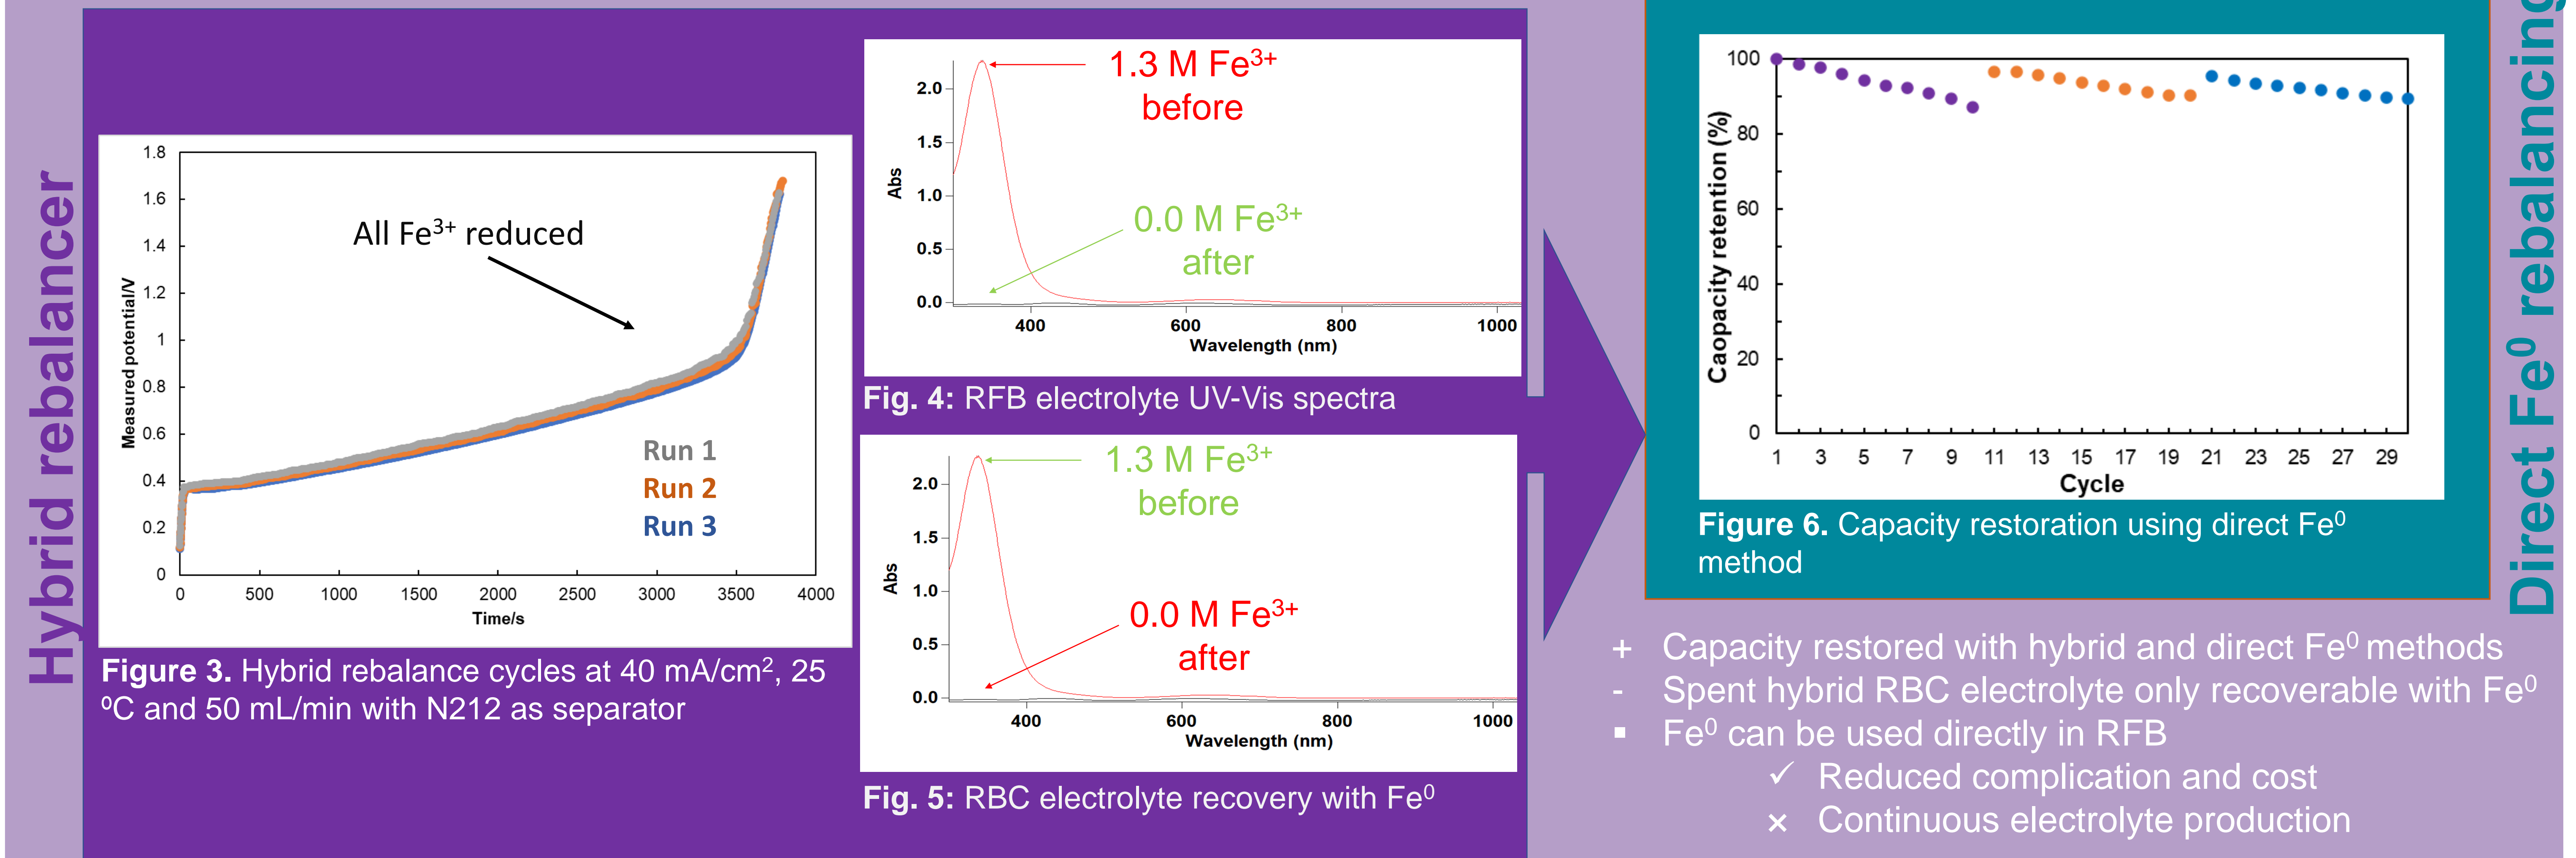 Hybrid rebalancer
1.8
1.6
1.4
1.2
1
0.8
0.6
0.4
0.2
0
Measured potential/V
All Fe³⁺ reduced
Run 1
Run 2
Run 3
0 500 1000 1500 2000 2500 3000 3500 4000
Time/s
Figure 3. Hybrid rebalance cycles at 40 mA/cm², 25
⁰C and 50 mL/min with N212 as separator
2.0
1.5
1.0
0.5
0.0
Abs
1.3 M Fe³⁺
before
0.0 M Fe³⁺
after
400 600 800 1000
Wavelength (nm)
Fig. 4: RFB electrolyte UV-Vis spectra
2.0
1.5
1.0
0.5
0.0
Abs
1.3 M Fe³⁺
before
0.0 M Fe³⁺
after
400 600 800 1000
Wavelength (nm)
Fig. 5: RBC electrolyte recovery with Fe⁰
100
80
60
40
20
0
Caopacity retention (%)
1 3 5 7 9 11 13 15 17 19 21 23 25 27 29
Cycle
Figure 6. Capacity restoration using direct Fe⁰
method
Direct Fe⁰ rebalancing
+ Capacity restored with hybrid and direct Fe⁰ methods
- Spent hybrid RBC electrolyte only recoverable with Fe⁰
▪ Fe⁰ can be used directly in RFB
✓ Reduced complication and cost
× Continuous electrolyte production